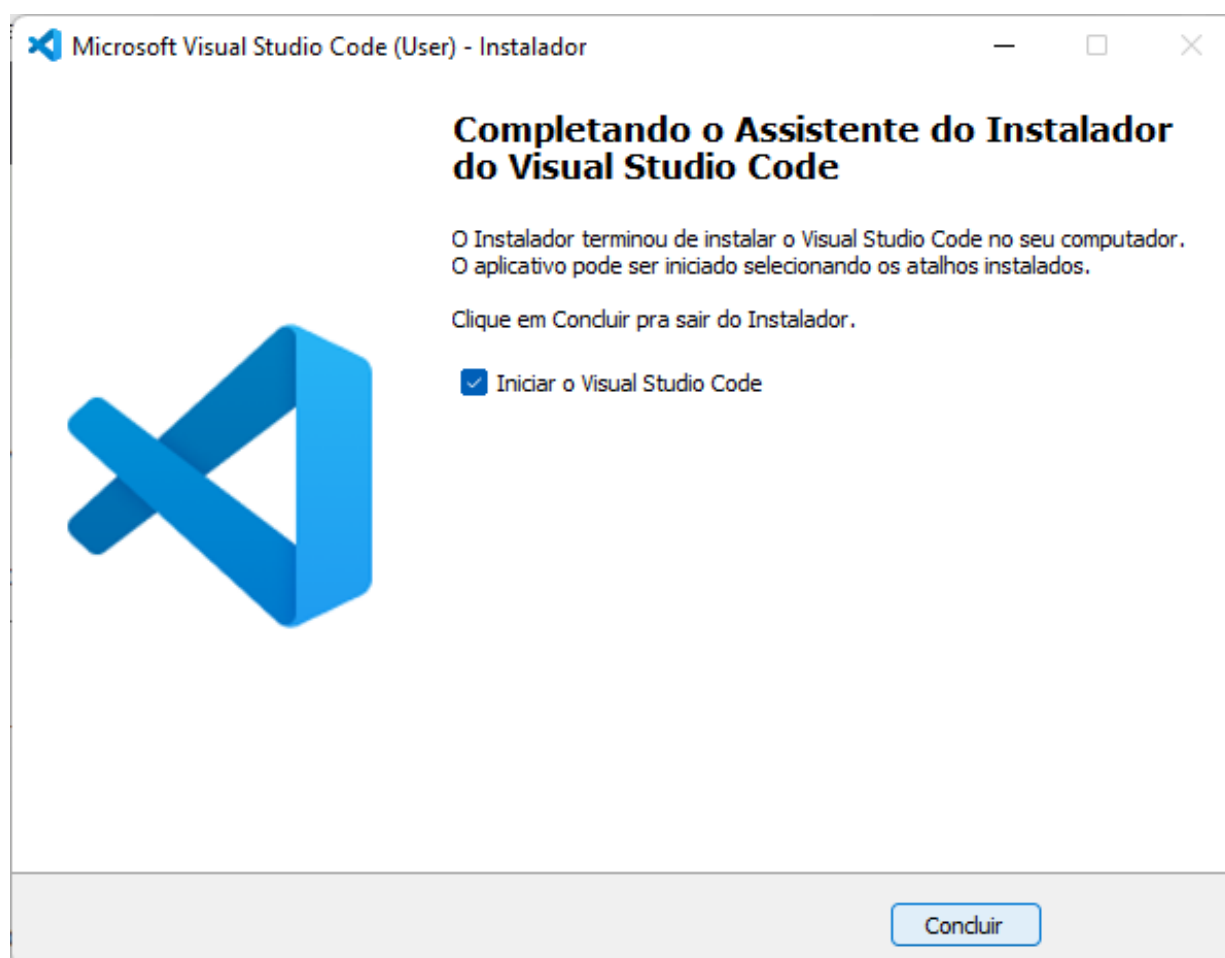 Microsoft Visual Studio Code (User) - Instalador
Completando o Assistente do Instalador
do Visual Studio Code
O Instalador terminou de instalar o Visual Studio Code no seu computador.
O aplicativo pode ser iniciado selecionando os atalhos instalados.
Clique em Concluir pra sair do Instalador.
Iniciar o Visual Studio Code
Concluir